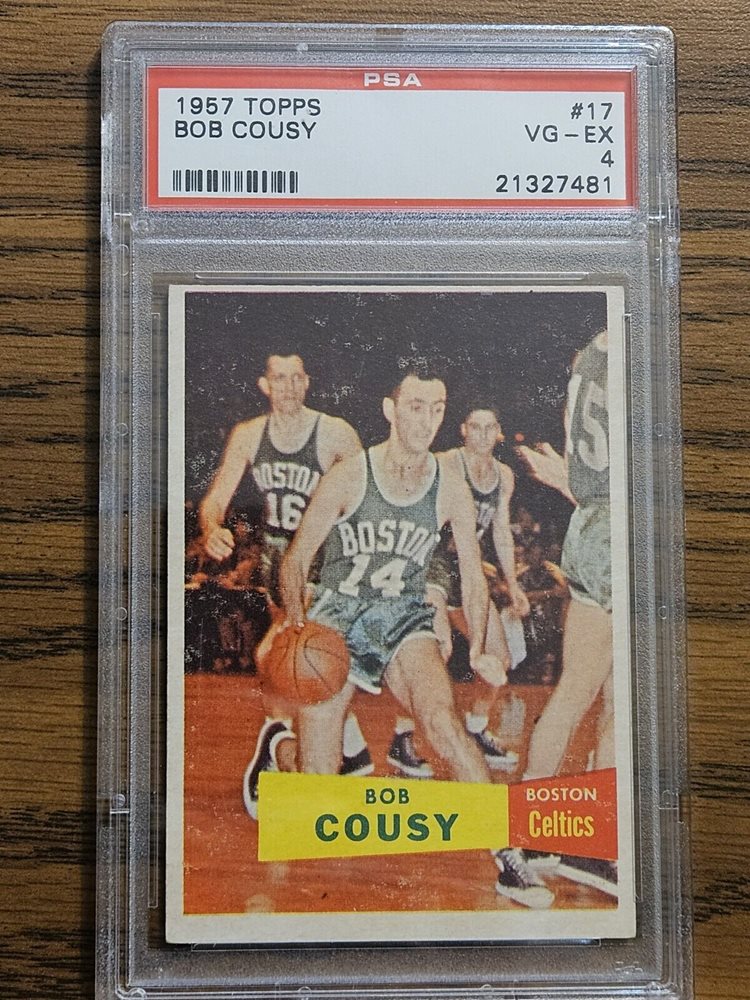 PSA
1957 TOPPS #17
BOB COUSY VG-EX
4
21327481
BOSTON
16
BOSTON
14
15
BOB
COUSY
BOSTON
Celtics